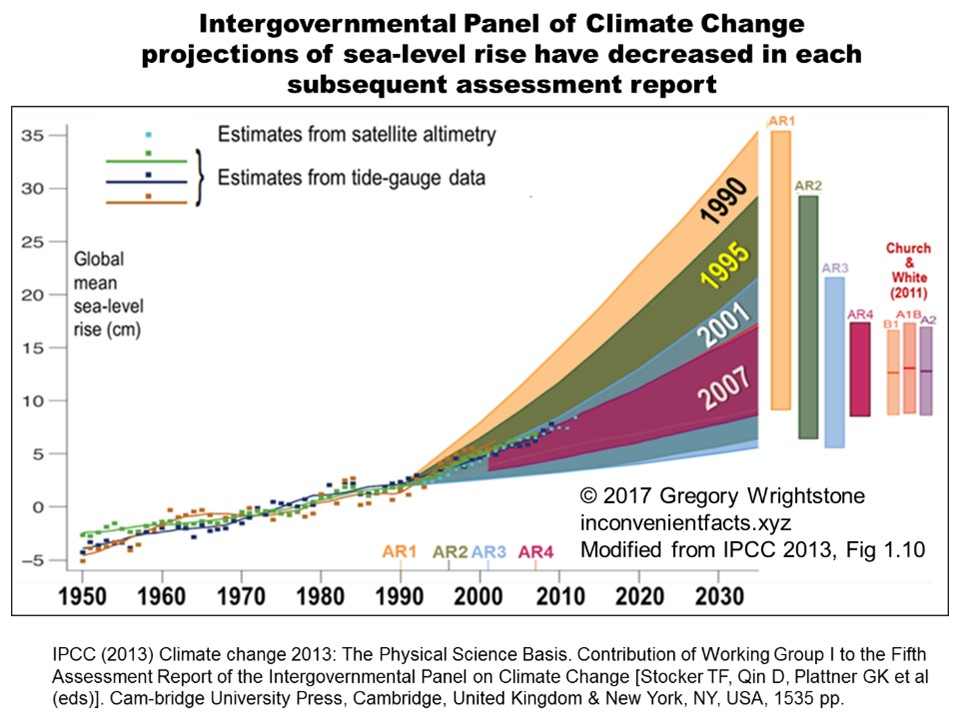 Intergovernmental Panel of Climate Change
projections of sea-level rise have decreased in each
subsequent assessment report
35
30
25
20
15
10
5
0
–5
Estimates from satellite altimetry
Estimates from tide-gauge data
Global
mean
sea-level
rise (cm)
1990
1995
2001
2007
AR1
AR2
AR3
AR4
Church
&
White
(2011)
B1
A1B
A2
© 2017 Gregory Wrightstone
inconvenientfacts.xyz
Modified from IPCC 2013, Fig 1.10
AR1 AR2 AR3 AR4
1950 1960 1970 1980 1990 2000 2010 2020 2030
IPCC (2013) Climate change 2013: The Physical Science Basis. Contribution of Working Group I to the Fifth
Assessment Report of the Intergovernmental Panel on Climate Change [Stocker TF, Qin D, Plattner GK et al
(eds)]. Cam-bridge University Press, Cambridge, United Kingdom & New York, NY, USA, 1535 pp.